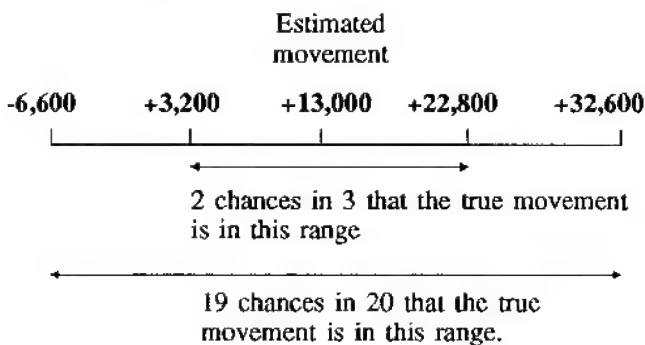 Estimated
movement
-6,600 +3,200 +13,000 +22,800 +32,600
2 chances in 3 that the true movement
is in this range
19 chances in 20 that the true
movement is in this range.